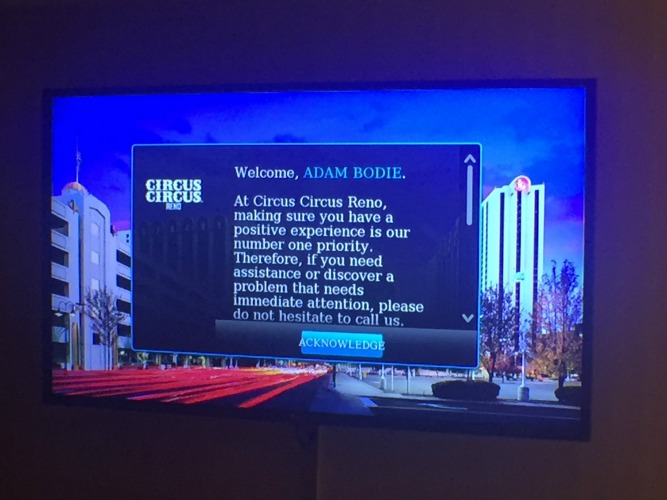 Welcome, ADAM BODIE.
CIRCUS
CIRCUS
RENO
At Circus Circus Reno,
making sure you have a
positive experience is our
number one priority.
Therefore, if you need
assistance or discover a
problem that needs
immediate attention, please
do not hesitate to call us.
ACKNOWLEDGE